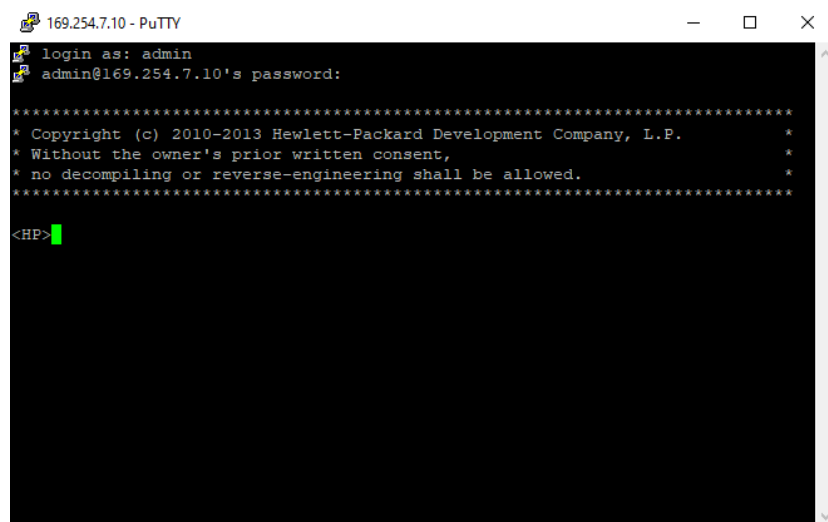 169.254.7.10 - PuTTY
login as: admin
admin@169.254.7.10's password:
******************************************************************************
* Copyright (c) 2010-2013 Hewlett-Packard Development Company, L.P.          *
* Without the owner's prior written consent,                                 *
* no decompiling or reverse-engineering shall be allowed.                    *
******************************************************************************
<HP>